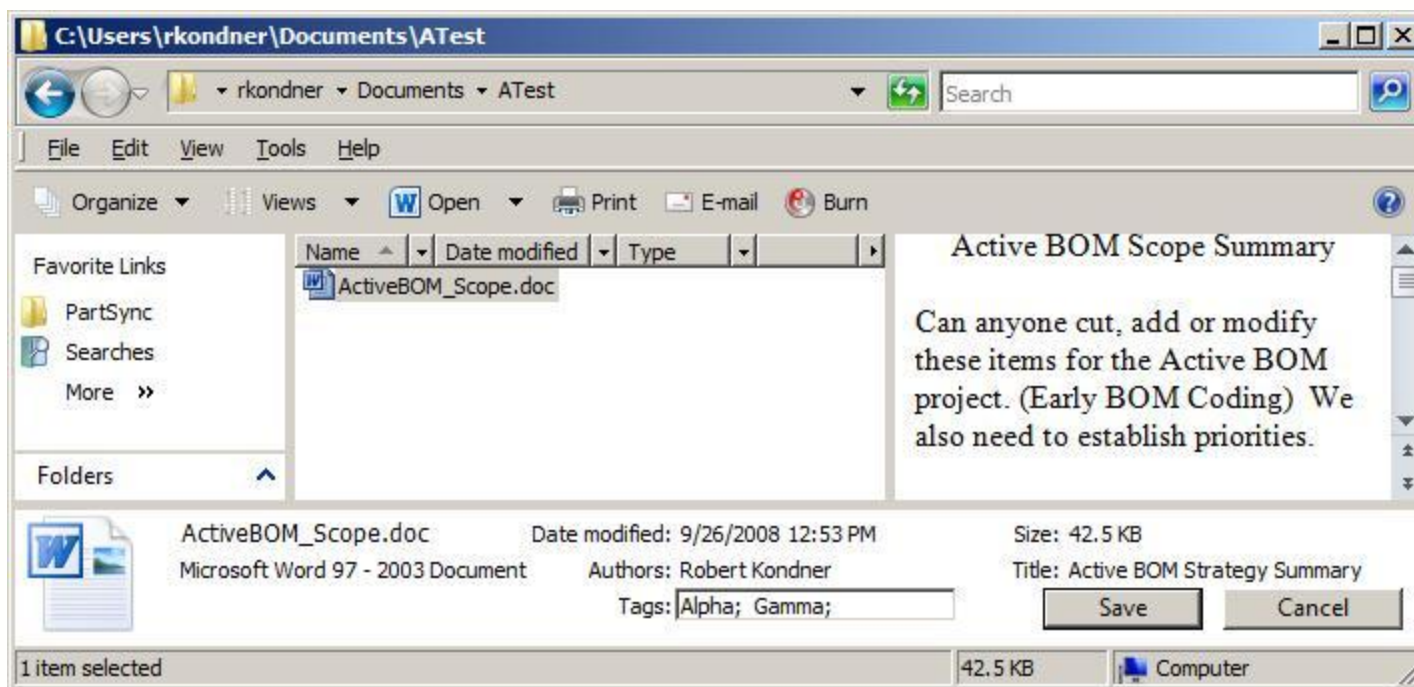 C:\Users\rkondner\Documents\ATest
rkondner Documents ATest
Search
File Edit View Tools Help
Organize Views Open Print E-mail Burn
Favorite Links
PartSync
Searches
More »
Folders
Name Date modified Type
ActiveBOM_Scope.doc
Active BOM Scope Summary
Can anyone cut, add or modify
these items for the Active BOM
project. (Early BOM Coding) We
also need to establish priorities.
ActiveBOM_Scope.doc
Microsoft Word 97 - 2003 Document
Date modified: 9/26/2008 12:53 PM
Authors: Robert Kondner
Tags: Alpha; Gamma;
Size: 42.5 KB
Title: Active BOM Strategy Summary
Save Cancel
1 item selected 42.5 KB Computer